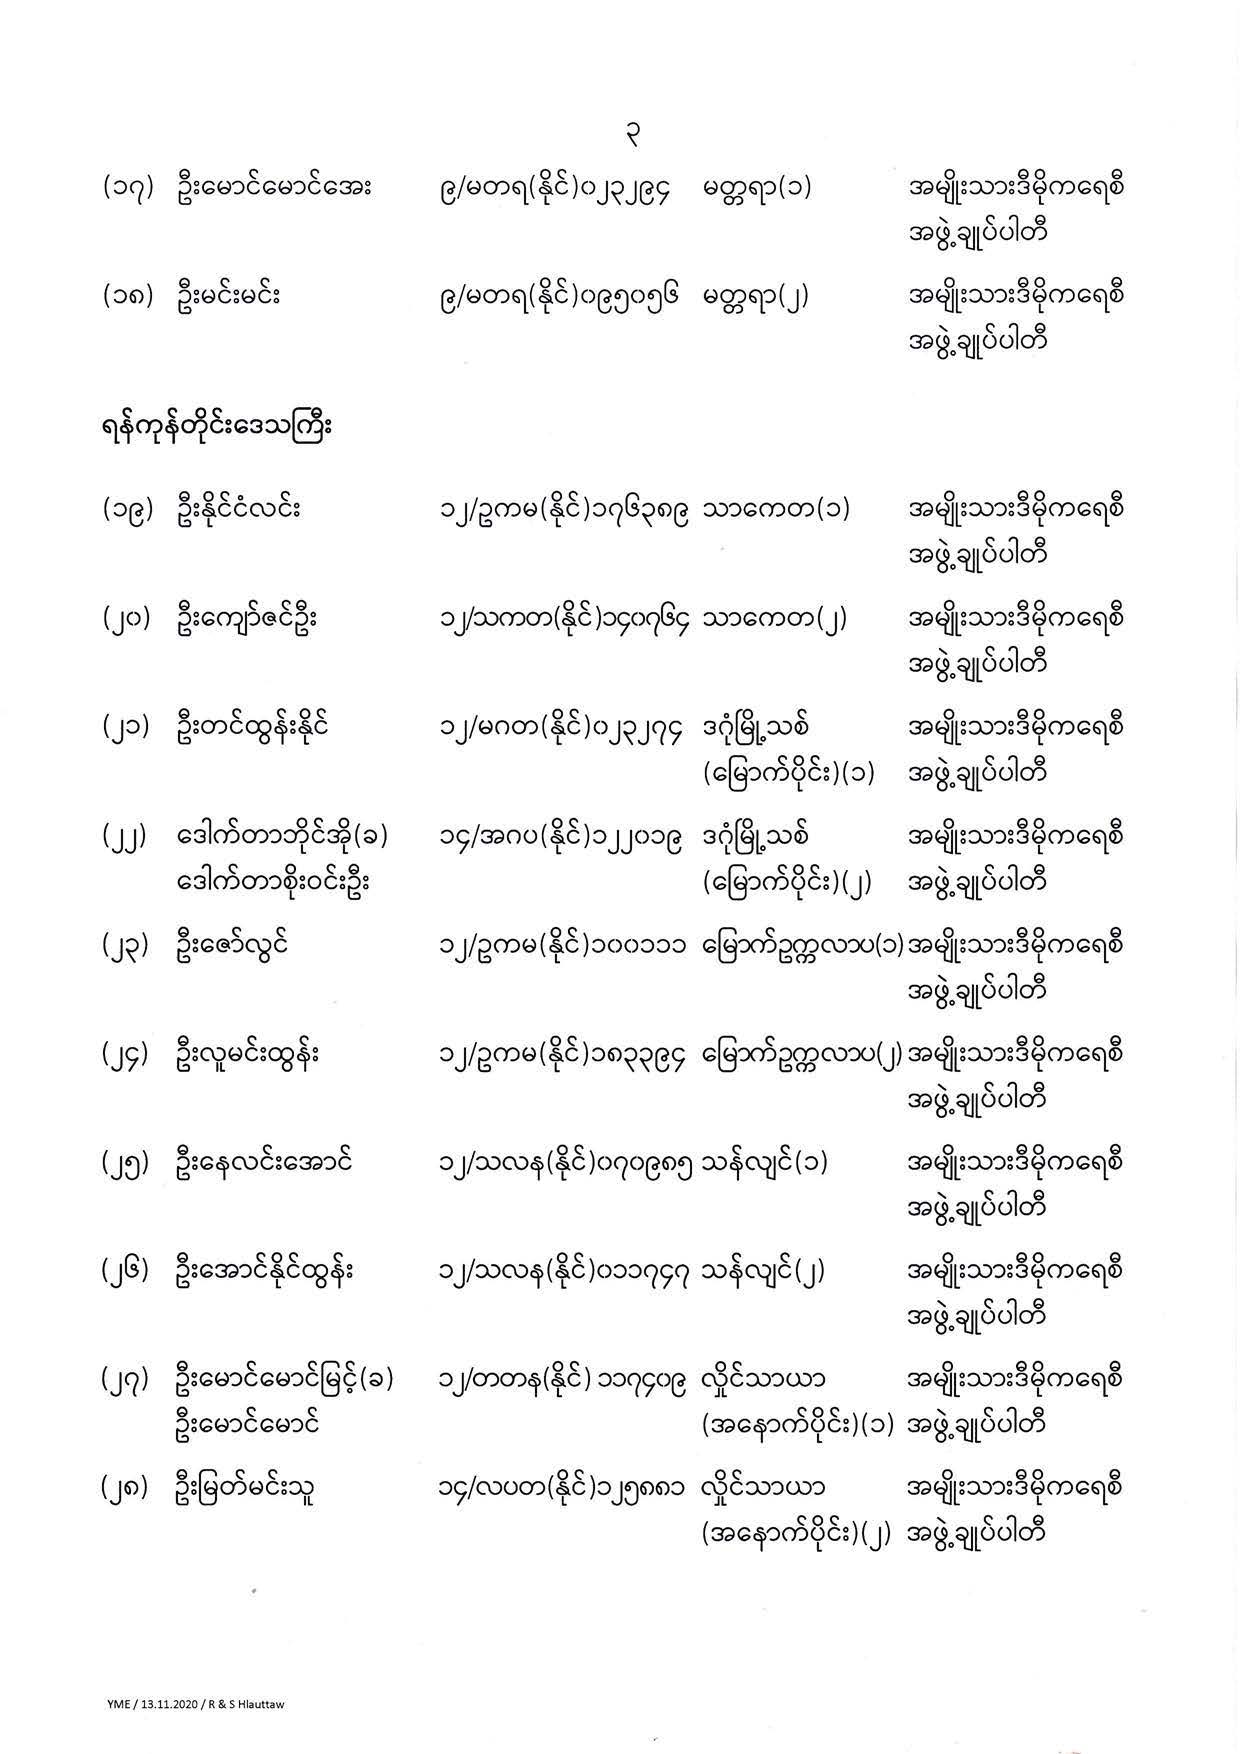 ၃
(၁၇) ဦးမောင်မောင်အေး ၉/မတရ(နိုင်)၀၂၃၂၉၄ မတ္တရာ(၁) အမျိုးသားဒီမိုကရေစီ
အဖွဲ့ချုပ်ပါတီ
(၁၈) ဦးမင်းမင်း ၉/မတရ(နိုင်)၀၉၅၀၅၆ မတ္တရာ(၂) အမျိုးသားဒီမိုကရေစီ
အဖွဲ့ချုပ်ပါတီ
ရန်ကုန်တိုင်းဒေသကြီး
(၁၉) ဦးနိုင်ငံလင်း ၁၂/ဥကမ(နိုင်)၁၇၆၃၈၉ သာကေတ(၁) အမျိုးသားဒီမိုကရေစီ
အဖွဲ့ချုပ်ပါတီ
(၂၀) ဦးကျော်ဇင်ဦး ၁၂/သကတ(နိုင်)၁၄၀၇၆၄ သာကေတ(၂) အမျိုးသားဒီမိုကရေစီ
အဖွဲ့ချုပ်ပါတီ
(၂၁) ဦးတင်ထွန်းနိုင် ၁၂/မဂတ(နိုင်)၀၂၃၂၇၄ ဒဂုံမြို့သစ် အမျိုးသားဒီမိုကရေစီ
(မြောက်ပိုင်း)(၁) အဖွဲ့ချုပ်ပါတီ
(၂၂) ဒေါက်တာဘိုင်အို(ခ) ၁၄/အဂပ(နိုင်)၁၂၂၀၁၉ ဒဂုံမြို့သစ် အမျိုးသားဒီမိုကရေစီ
ဒေါက်တာစိုးဝင်းဦး (မြောက်ပိုင်း)(၂) အဖွဲ့ချုပ်ပါတီ
(၂၃) ဦးဇော်လွင် ၁၂/ဥကမ(နိုင်)၁၀၀၁၁၁ မြောက်ဥက္ကလာပ(၁) အမျိုးသားဒီမိုကရေစီ
အဖွဲ့ချုပ်ပါတီ
(၂၄) ဦးလူမင်းထွန်း ၁၂/ဥကမ(နိုင်)၁၈၃၃၉၄ မြောက်ဥက္ကလာပ(၂) အမျိုးသားဒီမိုကရေစီ
အဖွဲ့ချုပ်ပါတီ
(၂၅) ဦးနေလင်းအောင် ၁၂/သလန(နိုင်)၀၇၀၉၈၅ သန်လျင်(၁) အမျိုးသားဒီမိုကရေစီ
အဖွဲ့ချုပ်ပါတီ
(၂၆) ဦးအောင်နိုင်ထွန်း ၁၂/သလန(နိုင်)၀၁၁၇၄၇ သန်လျင်(၂) အမျိုးသားဒီမိုကရေစီ
အဖွဲ့ချုပ်ပါတီ
(၂၇) ဦးမောင်မောင်မြင့်(ခ) ၁၂/တတန(နိုင်) ၁၁၇၄၀၉ လှိုင်သာယာ အမျိုးသားဒီမိုကရေစီ
ဦးမောင်မောင် (အနောက်ပိုင်း)(၁) အဖွဲ့ချုပ်ပါတီ
(၂၈) ဦးမြတ်မင်းသူ ၁၄/လပတ(နိုင်)၁၂၅၈၈၁ လှိုင်သာယာ အမျိုးသားဒီမိုကရေစီ
(အနောက်ပိုင်း)(၂) အဖွဲ့ချုပ်ပါတီ
YME / 13.11.2020 / R & S Hlauttaw